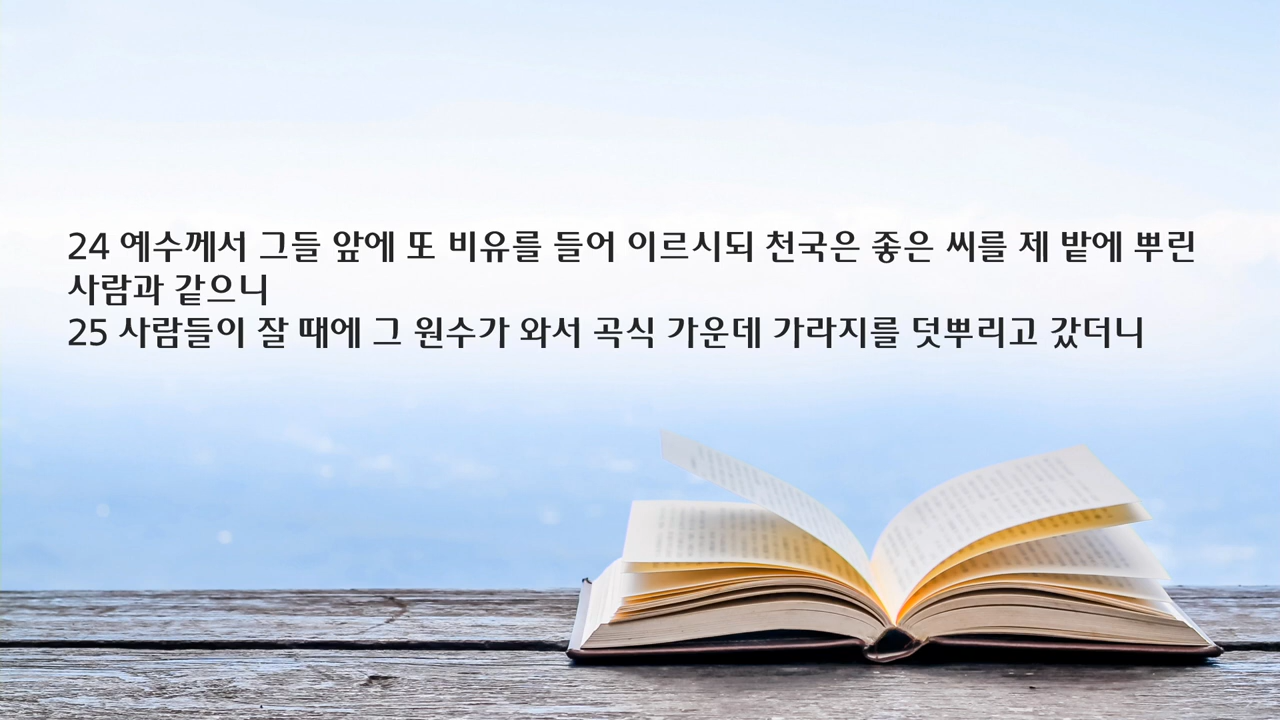 24 예수께서 그들 앞에 또 비유를 들어 이르시되 천국은 좋은 씨를 제 밭에 뿌린
사람과 같으니
25 사람들이 잘 때에 그 원수가 와서 곡식 가운데 가라지를 덧뿌리고 갔더니